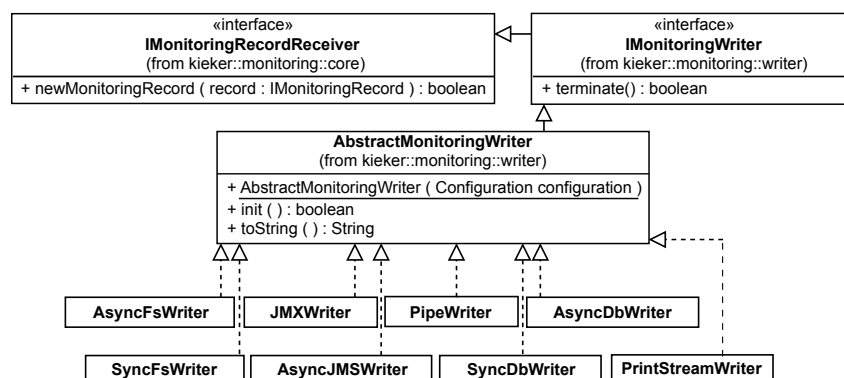 «interface»
IMonitoringRecordReceiver
(from kieker::monitoring::core)
+ newMonitoringRecord ( record : IMonitoringRecord ) : boolean
«interface»
IMonitoringWriter
(from kieker::monitoring::writer)
+ terminate() : boolean
AbstractMonitoringWriter
(from kieker::monitoring::writer)
+ AbstractMonitoringWriter ( Configuration configuration )
+ init ( ) : boolean
+ toString ( ) : String
AsyncFsWriter
JMXWriter
PipeWriter
AsyncDbWriter
SyncFsWriter
AsyncJMSWriter
SyncDbWriter
PrintStreamWriter